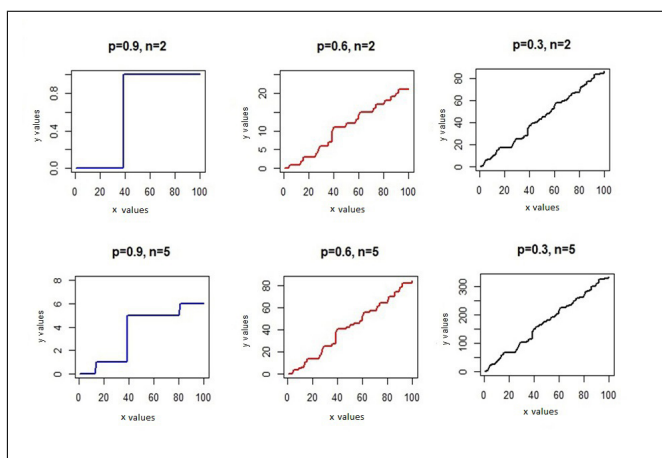 p=0.9, n=2
y values
0.0 0.4 0.8
0 20 40 60 80 100
x values
p=0.6, n=2
y values
0 5 10 20
0 20 40 60 80 100
x values
p=0.3, n=2
y values
0 20 40 60 80
0 20 40 60 80 100
x values
p=0.9, n=5
y values
0 2 4 6 8
0 20 40 60 80 100
x values
p=0.6, n=5
y values
0 20 40 60 80
0 20 40 60 80 100
x values
p=0.3, n=5
y values
0 100 200 300
0 20 40 60 80 100
x values